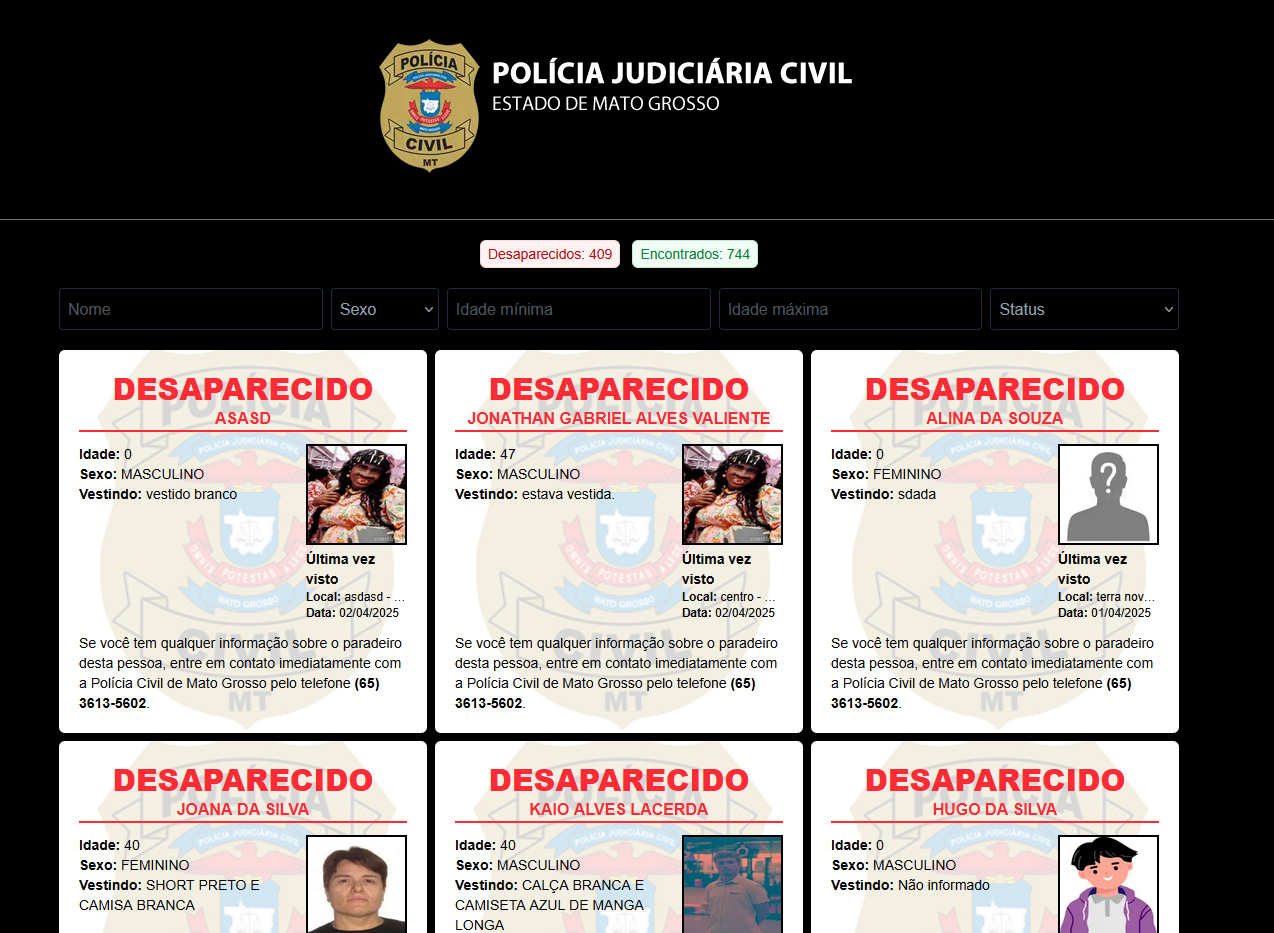 POLÍCIA
CIVIL
MT
POLÍCIA JUDICIÁRIA CIVIL
ESTADO DE MATO GROSSO
Desaparecidos: 409
Encontrados: 744
Nome
Sexo
Idade mínima
Idade máxima
Status
DESAPARECIDO
ASASD
Idade: 0
Sexo: MASCULINO
Vestindo: vestido branco
Última vez
visto
Local: asdasd - ...
Data: 02/04/2025
Se você tem qualquer informação sobre o paradeiro
desta pessoa, entre em contato imediatamente com
a Polícia Civil de Mato Grosso pelo telefone (65)
3613-5602.
DESAPARECIDO
JONATHAN GABRIEL ALVES VALIENTE
Idade: 47
Sexo: MASCULINO
Vestindo: estava vestida.
Última vez
visto
Local: centro - ...
Data: 02/04/2025
Se você tem qualquer informação sobre o paradeiro
desta pessoa, entre em contato imediatamente com
a Polícia Civil de Mato Grosso pelo telefone (65)
3613-5602.
DESAPARECIDO
ALINA DA SOUZA
Idade: 0
Sexo: FEMININO
Vestindo: sdada
Última vez
visto
Local: terra nov...
Data: 01/04/2025
Se você tem qualquer informação sobre o paradeiro
desta pessoa, entre em contato imediatamente com
a Polícia Civil de Mato Grosso pelo telefone (65)
3613-5602.
DESAPARECIDO
JOANA DA SILVA
Idade: 40
Sexo: FEMININO
Vestindo: SHORT PRETO E
CAMISA BRANCA
DESAPARECIDO
KAIO ALVES LACERDA
Idade: 40
Sexo: MASCULINO
Vestindo: CALÇA BRANCA E
CAMISETA AZUL DE MANGA
LONGA
DESAPARECIDO
HUGO DA SILVA
Idade: 0
Sexo: MASCULINO
Vestindo: Não informado